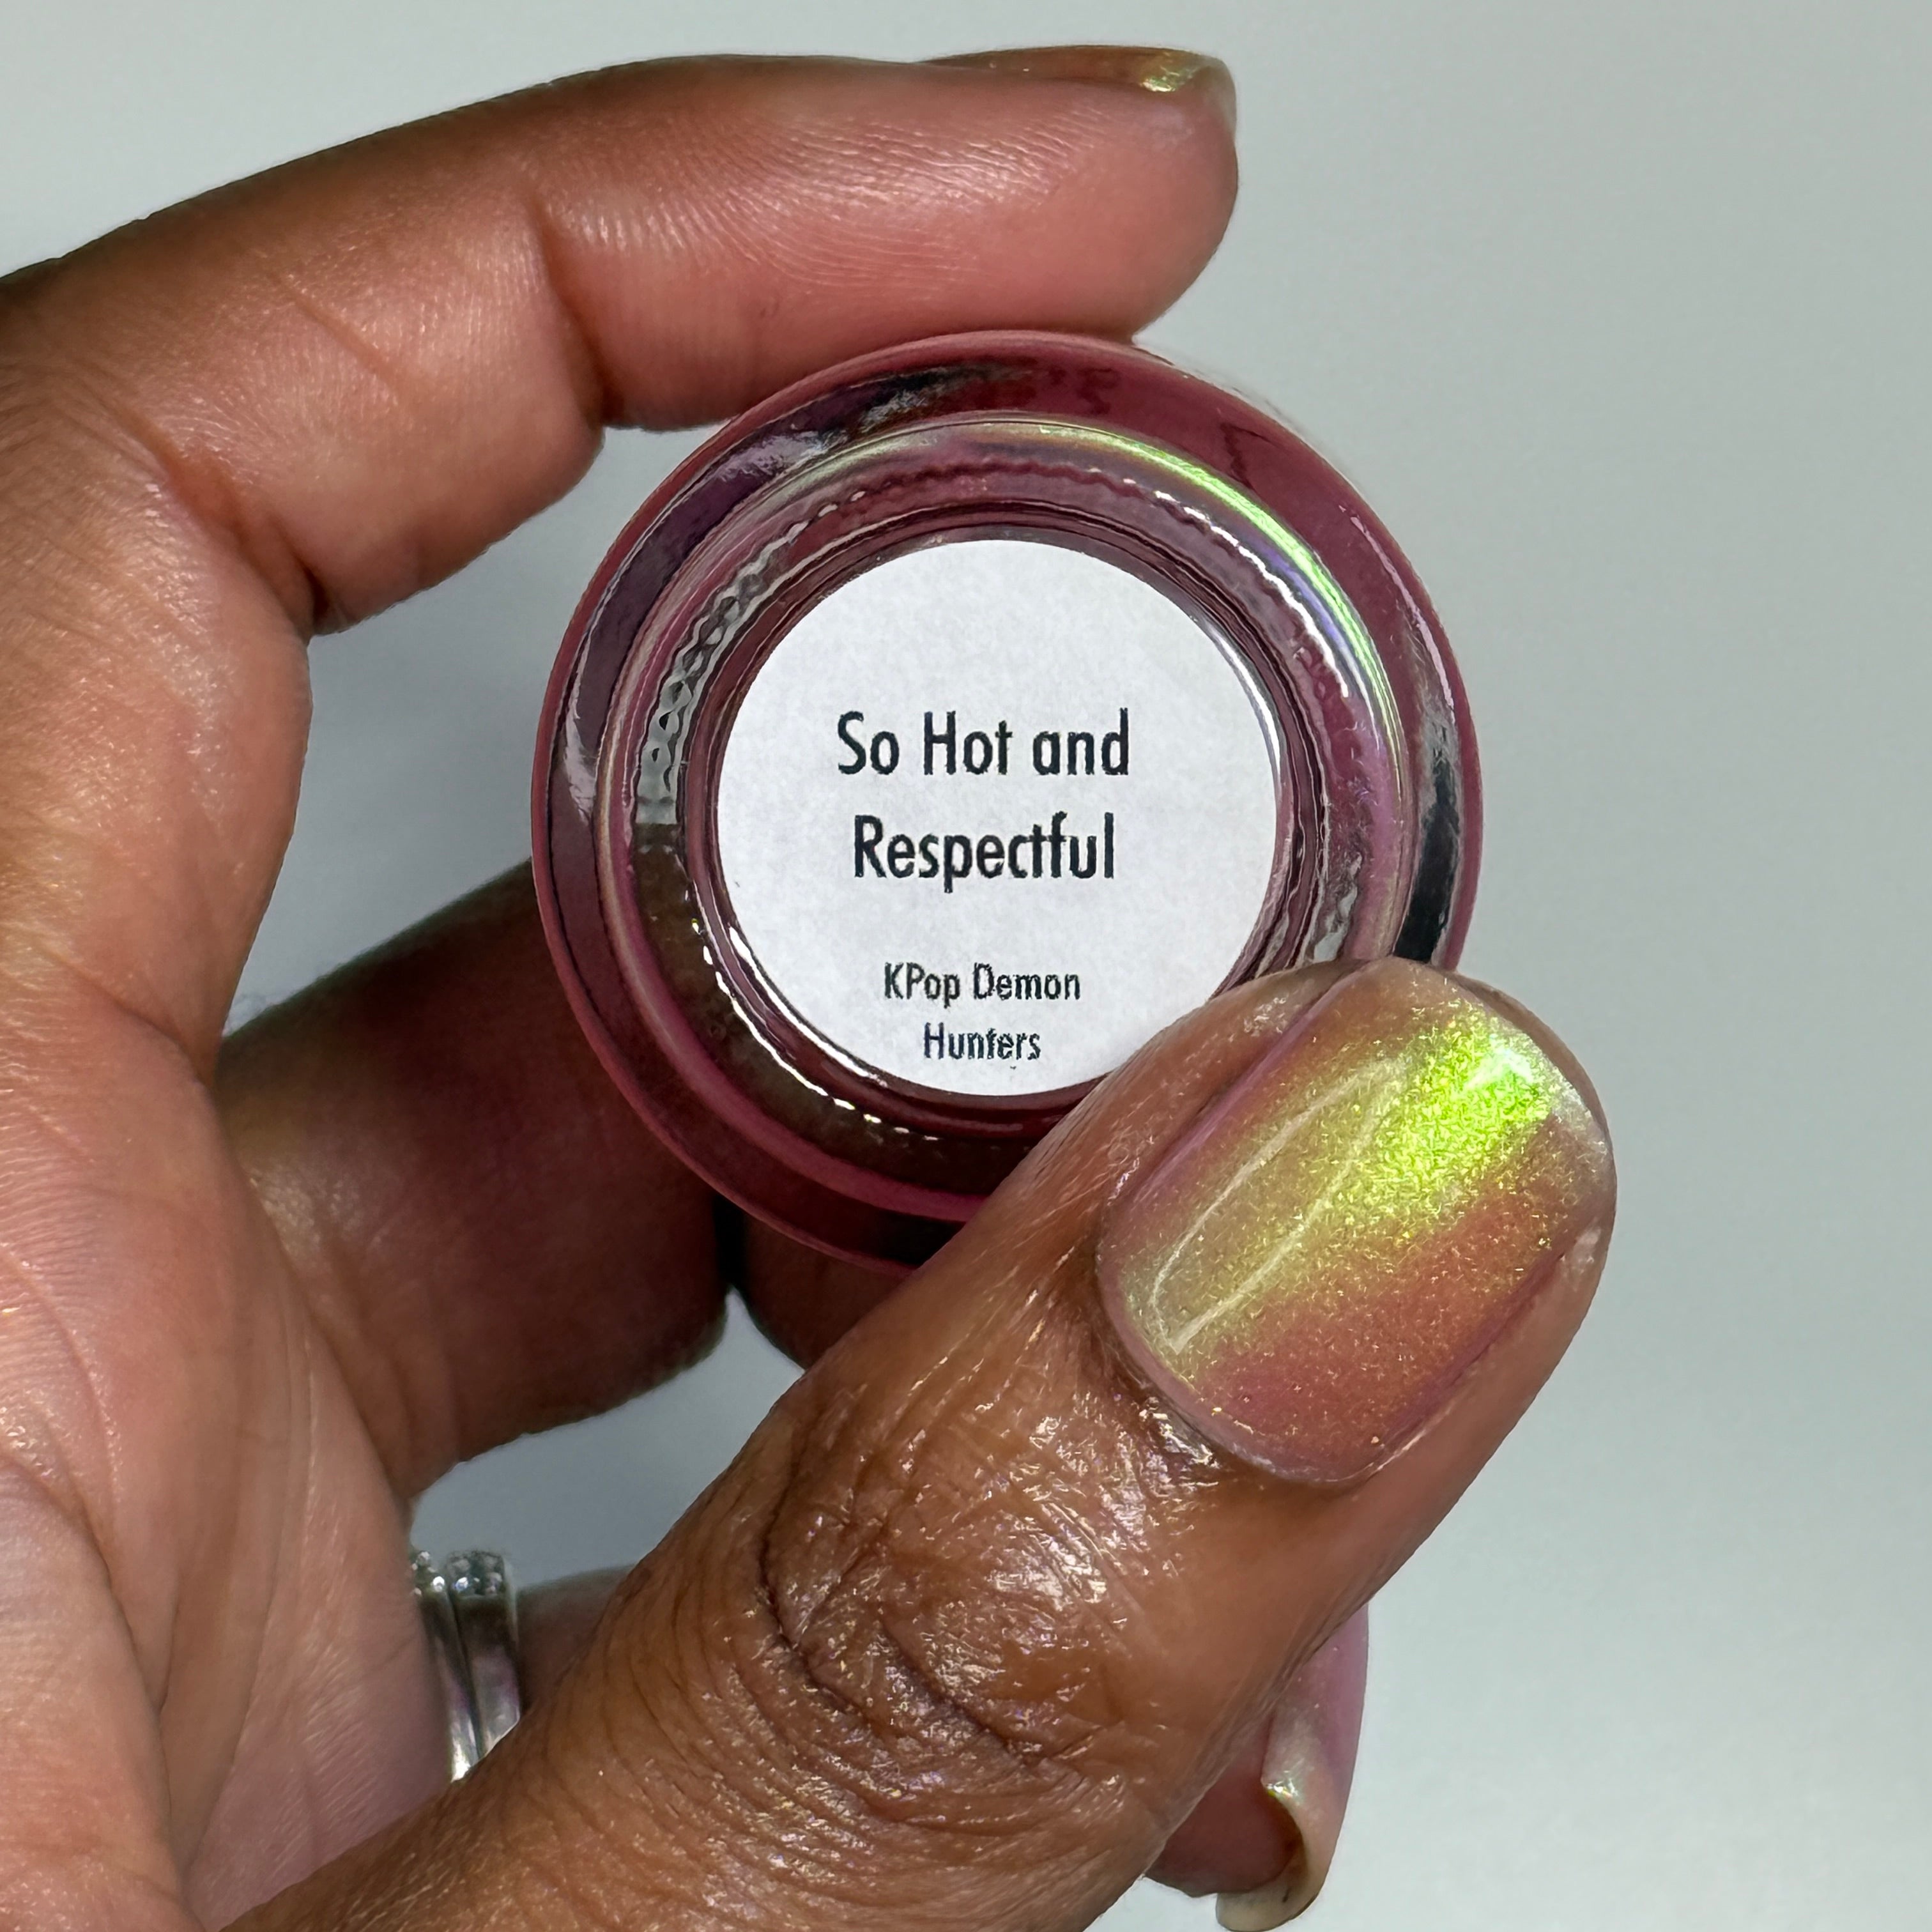 So Hot and
Respectful
KPop Demon
Hunters